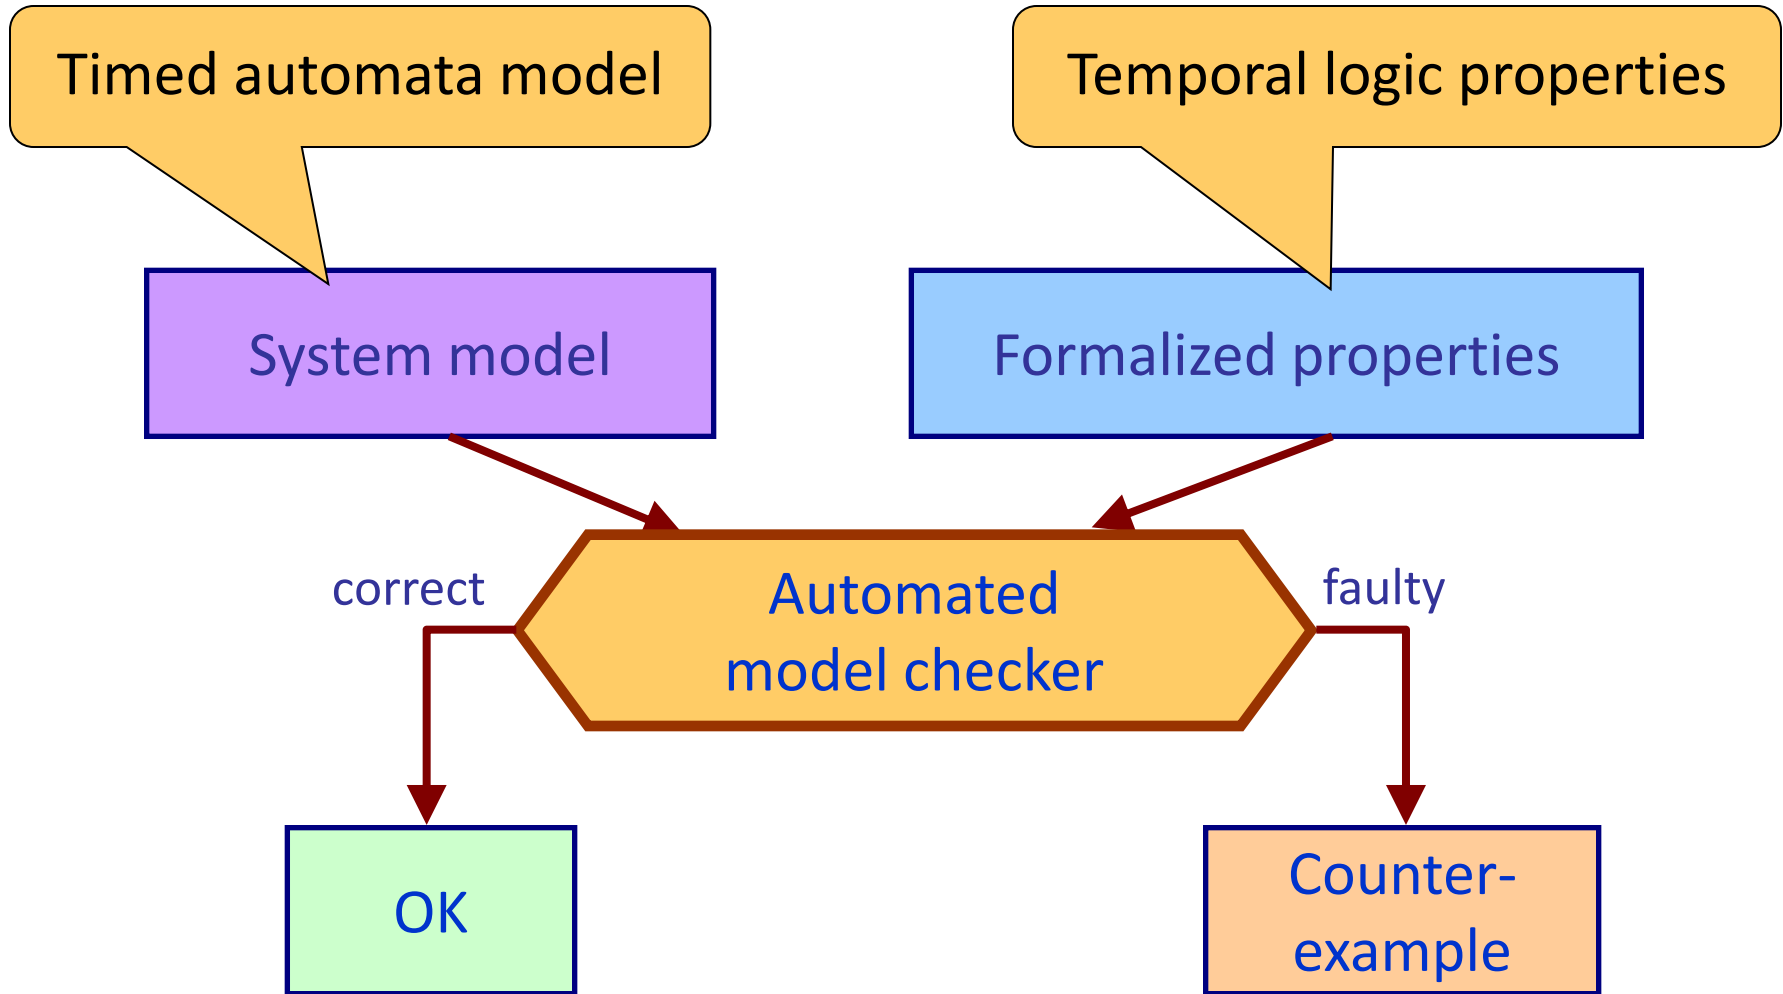 Timed automata model
Temporal logic properties
System model
Formalized properties
correct
Automated
model checker
faulty
OK
Counter-
example